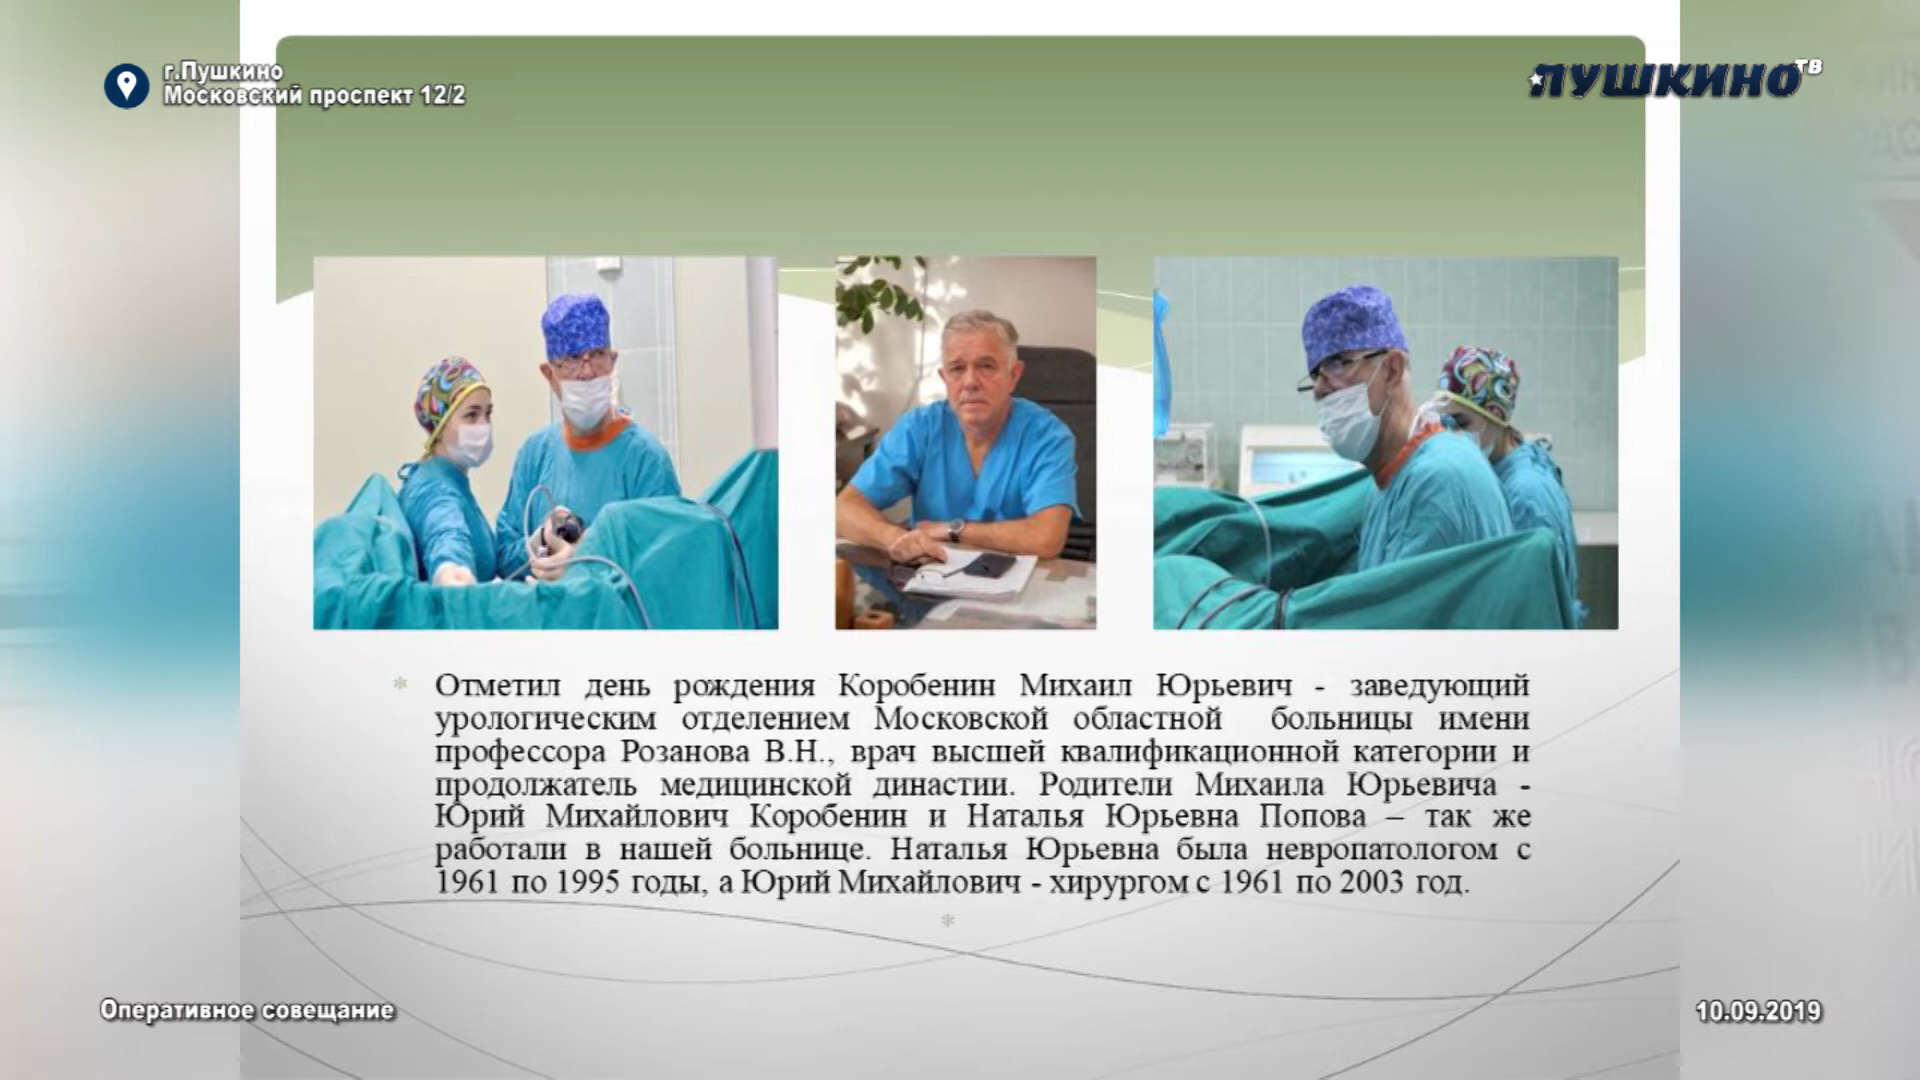 г.Пушкино
Московский проспект 12/2
ПУШКИНО ТВ
Отметил день рождения Коробенин Михаил Юрьевич - заведующий
урологическим отделением Московской областной больницы имени
профессора Розанова В.Н., врач высшей квалификационной категории и
продолжатель медицинской династии. Родители Михаила Юрьевича -
Юрий Михайлович Коробенин и Наталья Юрьевна Попова – так же
работали в нашей больнице. Наталья Юрьевна была невропатологом с
1961 по 1995 годы, а Юрий Михайлович - хирургом с 1961 по 2003 год.
Оперативное совещание
10.09.2019